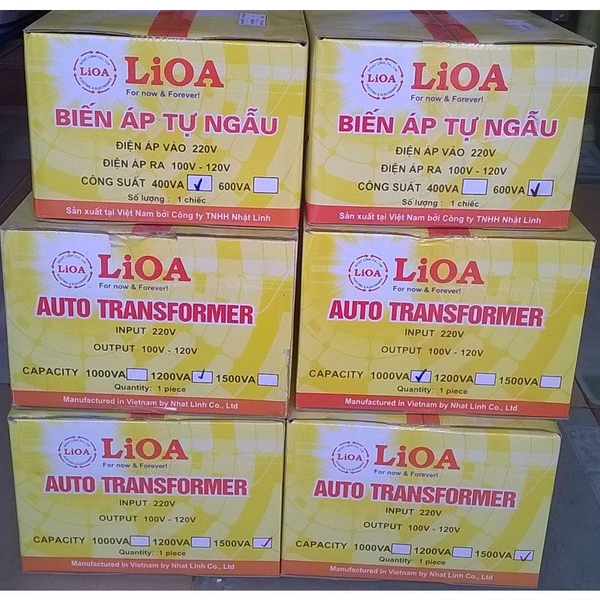 LiOA
LiOA
For now & Forever!
BIẾN ÁP TỰ NGẪU
ĐIỆN ÁP VÀO 220V
ĐIỆN ÁP RA 100V - 120V
CÔNG SUẤT 400VA 600VA
Số lượng : 1 chiếc
Sản xuất tại Việt Nam bởi Công ty TNHH Nhật Linh
LiOA
LiOA
For now & Forever!
BIẾN ÁP TỰ NGẪU
ĐIỆN ÁP VÀO 220V
ĐIỆN ÁP RA 100V - 120V
CÔNG SUẤT 400VA 600VA
Số lượng : 1 chiếc
Sản xuất tại Việt Nam bởi Công ty TNHH Nhật Linh
LiOA
LiOA
For now & Forever!
AUTO TRANSFORMER
INPUT 220V
OUTPUT 100V - 120V
CAPACITY 1000VA 1200VA 1500VA
Quantity: 1 piece
Manufactured in Vietnam by Nhat Linh Co., Ltd
LiOA
LiOA
For now & Forever!
AUTO TRANSFORMER
INPUT 220V
OUTPUT 100V - 120V
CAPACITY 1000VA 1200VA 1500VA
Quantity: 1 piece
Manufactured in Vietnam by Nhat Linh Co., Ltd
LiOA
LiOA
For now & Forever!
AUTO TRANSFORMER
INPUT 220V
OUTPUT 100V - 120V
CAPACITY 1000VA 1200VA 1500VA
Quantity: 1 piece
Manufactured in Vietnam by Nhat Linh Co., Ltd
LiOA
LiOA
For now & Forever!
AUTO TRANSFORMER
INPUT 220V
OUTPUT 100V - 120V
CAPACITY 1000VA 1200VA 1500VA
Quantity: 1 piece
Manufactured in Vietnam by Nhat Linh Co., Ltd